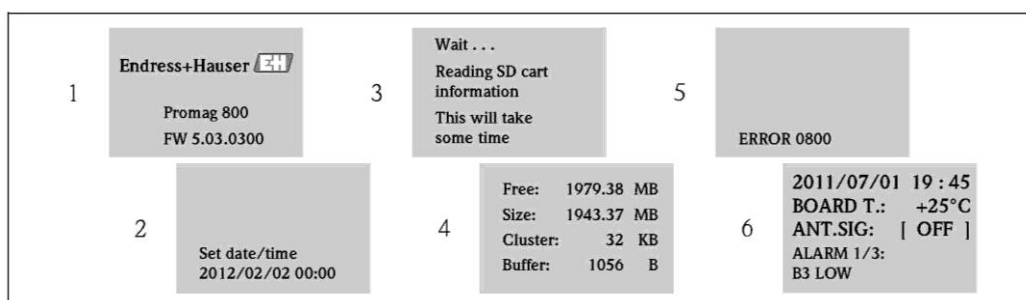 1
Endress+Hauser EH
Promag 800
FW 5.03.0300
2
Set date/time
2012/02/02 00:00
3
Wait . . .
Reading SD cart
information
This will take
some time
4
Free: 1979.38 MB
Size: 1943.37 MB
Cluster: 32 KB
Buffer: 1056 B
5
ERROR 0800
6
2011/07/01 19 : 45
BOARD T.: +25°C
ANT.SIG: [ OFF ]
ALARM 1/3:
B3 LOW